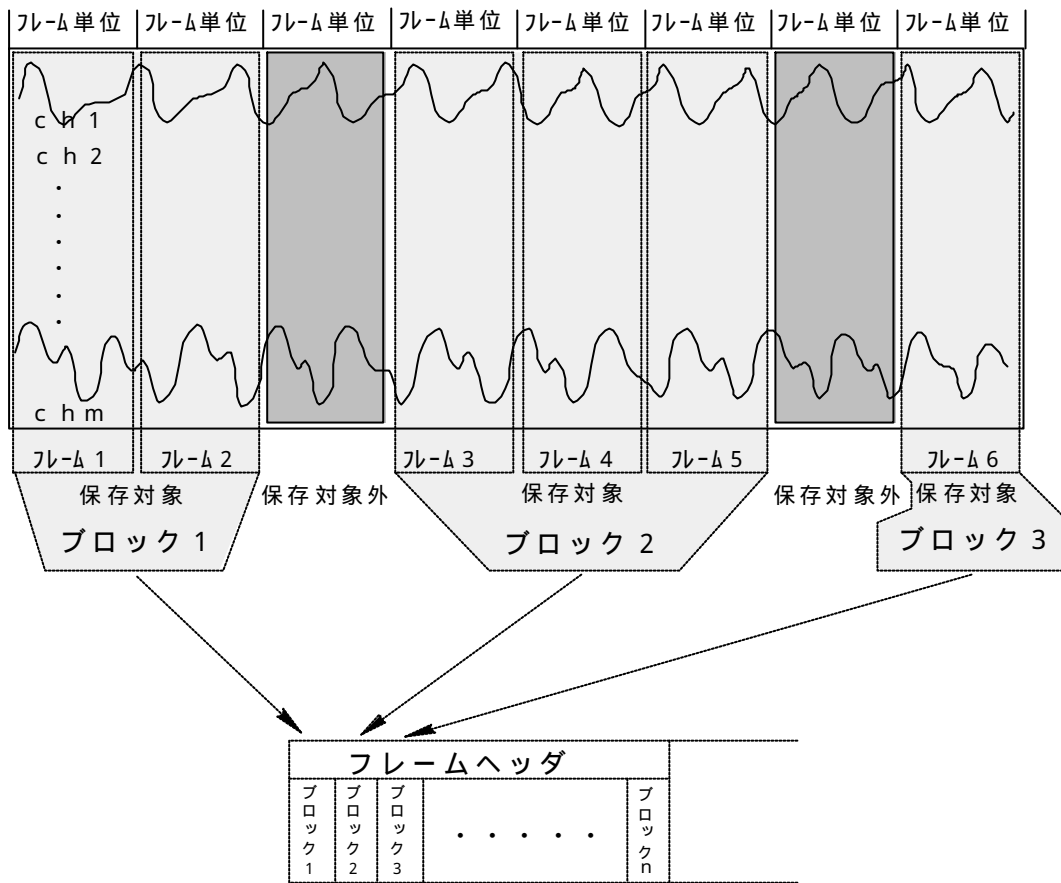 フレーム単位 フレーム単位 フレーム単位 フレーム単位 フレーム単位 フレーム単位 フレーム単位 フレーム単位
ch1
ch2
・
・
・
・
・
・
chm
フレーム1 フレーム2 フレーム3 フレーム4 フレーム5 フレーム6
保存対象 保存対象外 保存対象 保存対象外 保存対象
ブロック1 ブロック2 ブロック3
フレームヘッダ
ブロック1 ブロック2 ブロック3 ・・・・・ ブロックn